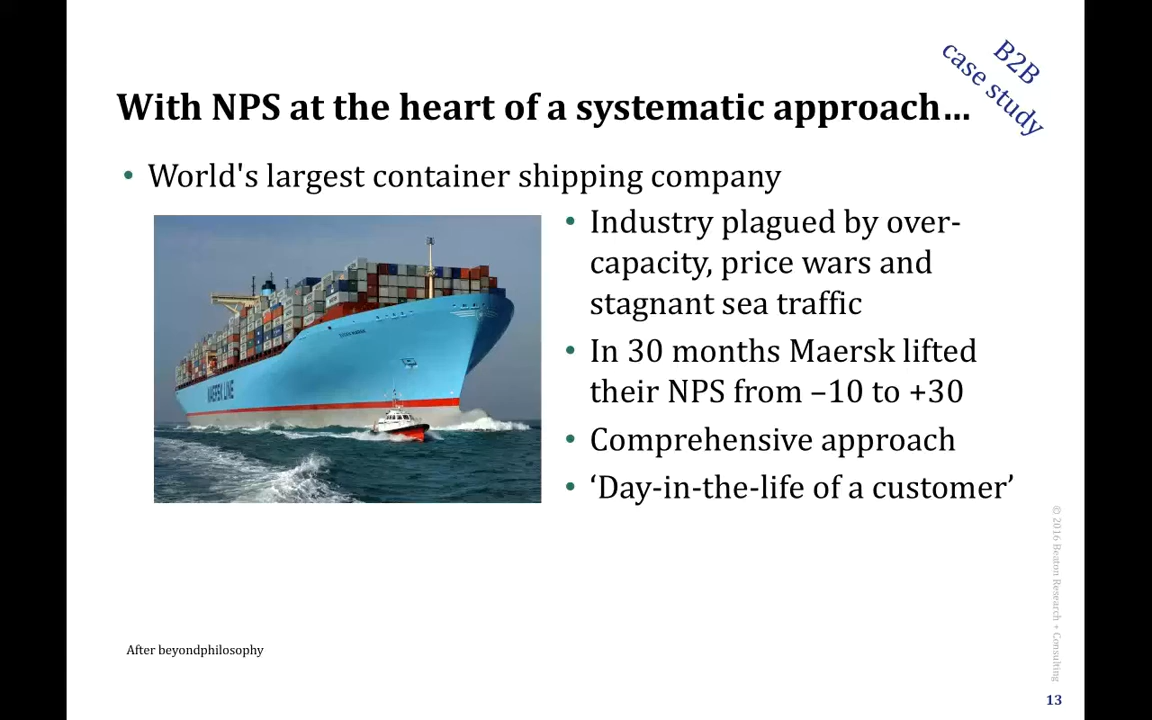 B2B
case study
With NPS at the heart of a systematic approach…
• World's largest container shipping company
MAERSK LINE
• Industry plagued by over-
capacity, price wars and
stagnant sea traffic
• In 30 months Maersk lifted
their NPS from –10 to +30
• Comprehensive approach
• ‘Day-in-the-life of a customer’
After beyondphilosophy
© 2016 Beaton Research + Consulting
13